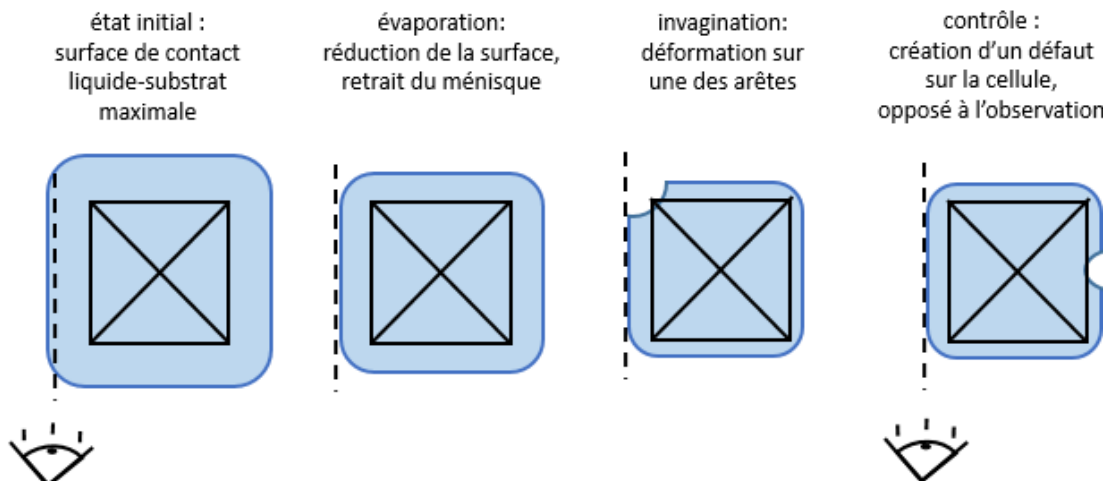 état initial :
surface de contact
liquide-substrat
maximale
évaporation:
réduction de la surface,
retrait du ménisque
invagination:
déformation sur
une des arêtes
contrôle :
création d’un défaut
sur la cellule,
opposé à l’observation